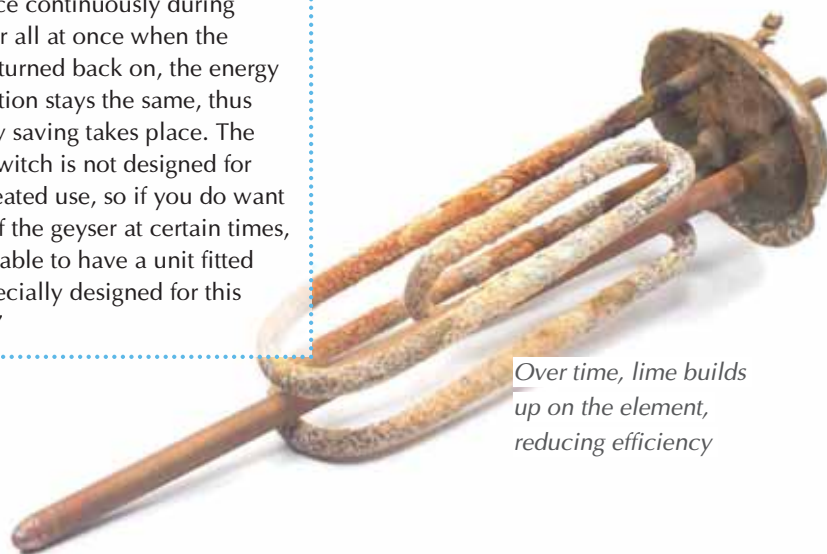 ce continuously during
r all at once when the
turned back on, the energy
tion stays the same, thus
y saving takes place. The
witch is not designed for
eated use, so if you do want
f the geyser at certain times,
able to have a unit fitted
ecially designed for this
Over time, lime builds
up on the element,
reducing efficiency